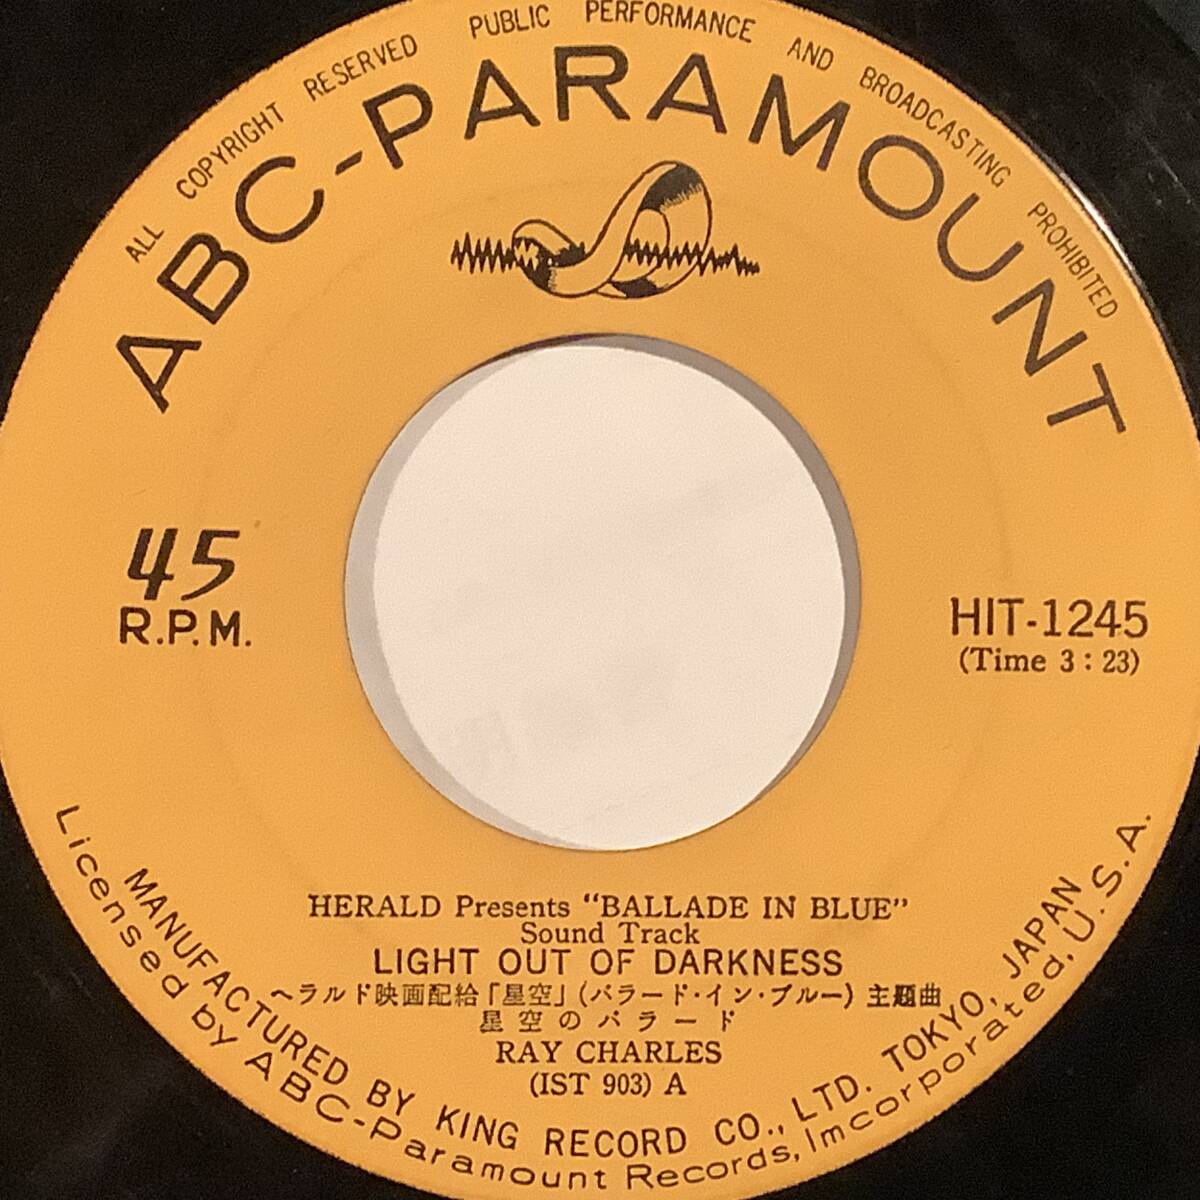 ALL COPYRIGHT RESERVED PUBLIC PERFORMANCE AND BROADCASTING PROHIBITED
ABC-PARAMOUNT
45
R.P.M.
HIT-1245
(Time 3:23)
HERALD Presents "BALLADE IN BLUE"
Sound Track
LIGHT OUT OF DARKNESS
ヘラルド映画配給「星空」(バラード・イン・ブルー) 主題曲
星空のバラード
RAY CHARLES
(IST 903) A
MANUFACTURED BY KING RECORD CO., LTD. TOKYO, JAPAN
Licensed by ABC-Paramount Records, Imcorporated, U.S.A.